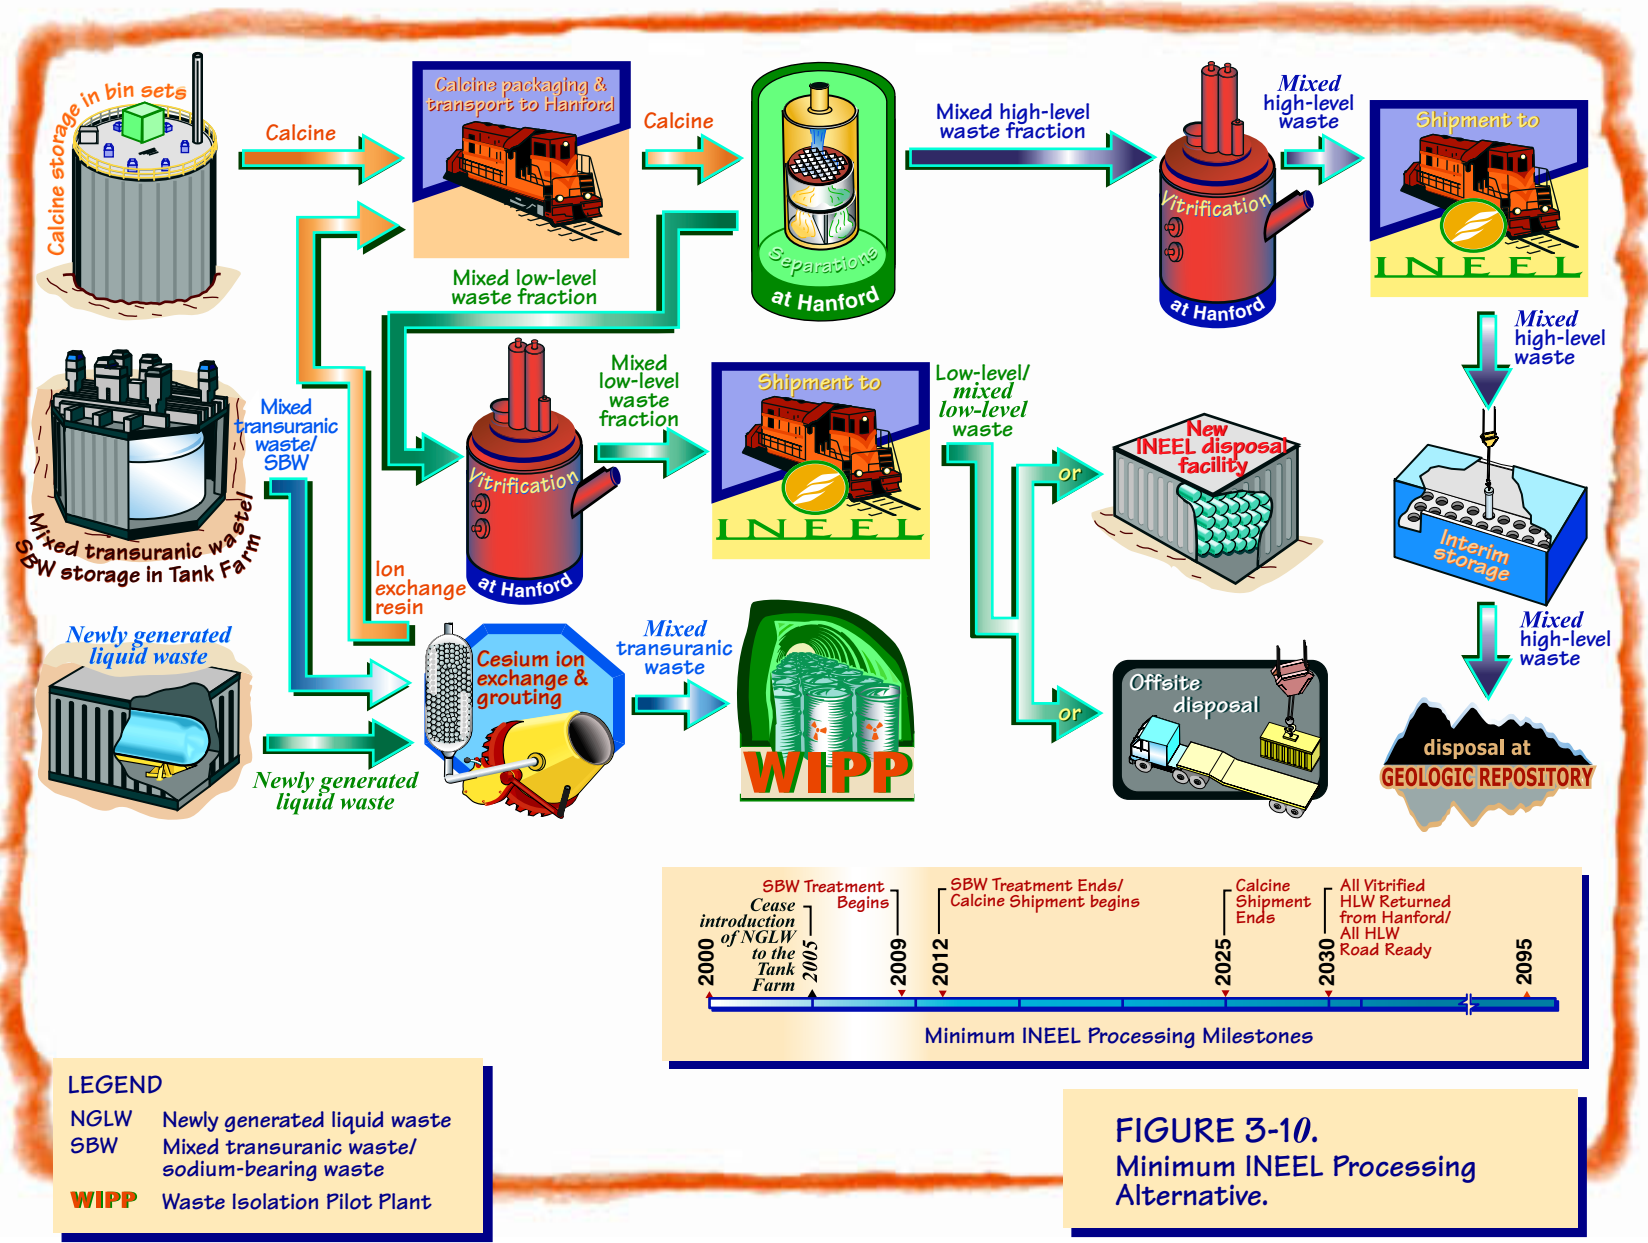 Calcine storage in bin sets
Calcine
Calcine packaging &
transport to Hanford
Calcine
Separations
at Hanford
Mixed high-level
waste fraction
Vitrification
at Hanford
Mixed
high-level
waste
Shipment to
INEEL
Mixed low-level
waste fraction
Mixed
high-level
waste
Mixed transuranic waste/
SBW storage in Tank Farm
Mixed
transuranic
waste/
SBW
Vitrification
at Hanford
Mixed
low-level
waste
fraction
Shipment to
INEEL
Low-level/
mixed
low-level
waste
or
New
INEEL disposal
facility
Interim
storage
Ion
exchange
resin
Newly generated
liquid waste
Newly generated
liquid waste
Cesium ion
exchange &
grouting
Mixed
transuranic
waste
WIPP
or
Offsite
disposal
Mixed
high-level
waste
disposal at
GEOLOGIC REPOSITORY
SBW Treatment
Begins
Cease
introduction
of NGLW
to the
Tank
Farm
SBW Treatment Ends/
Calcine Shipment begins
Calcine
Shipment
Ends
All Vitrified
HLW Returned
from Hanford/
All HLW
Road Ready
2000
2005
2009
2012
2025
2030
2095
Minimum INEEL Processing Milestones
LEGEND
NGLW Newly generated liquid waste
SBW Mixed transuranic waste/
sodium-bearing waste
WIPP Waste Isolation Pilot Plant
FIGURE 3-10.
Minimum INEEL Processing
Alternative.